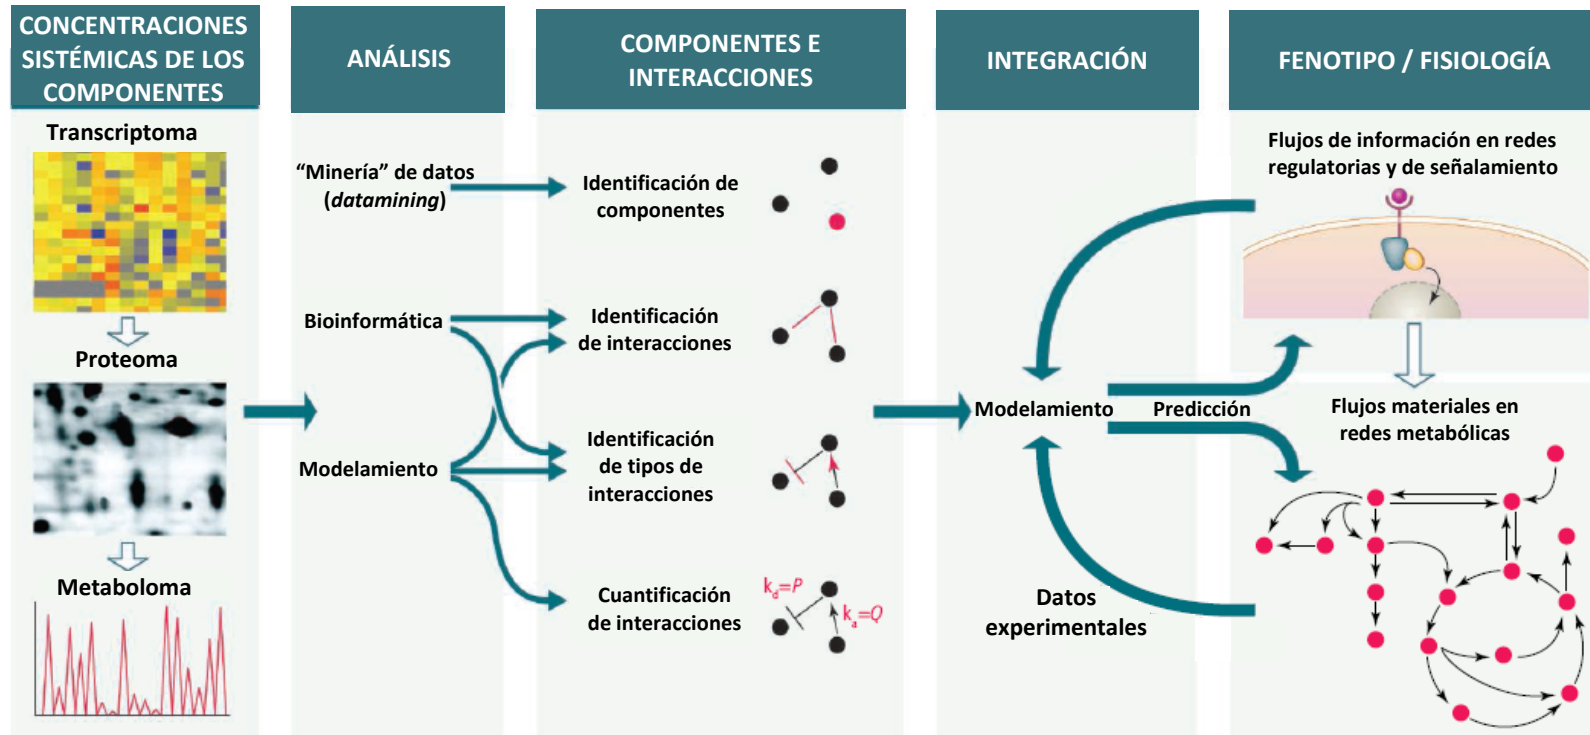 CONCENTRACIONES
SISTÉMICAS DE LOS
COMPONENTES
Transcriptoma
Proteoma
Metaboloma
ANÁLISIS
“Minería” de datos
(datamining)
Bioinformática
Modelamiento
COMPONENTES E
INTERACCIONES
Identificación de
componentes
Identificación
de interacciones
Identificación
de tipos de
interacciones
Cuantificación
de interacciones
kd=P
ka=Q
INTEGRACIÓN
Modelamiento
Predicción
Datos
experimentales
FENOTIPO / FISIOLOGÍA
Flujos de información en redes
regulatorias y de señalamiento
Flujos materiales en
redes metabólicas